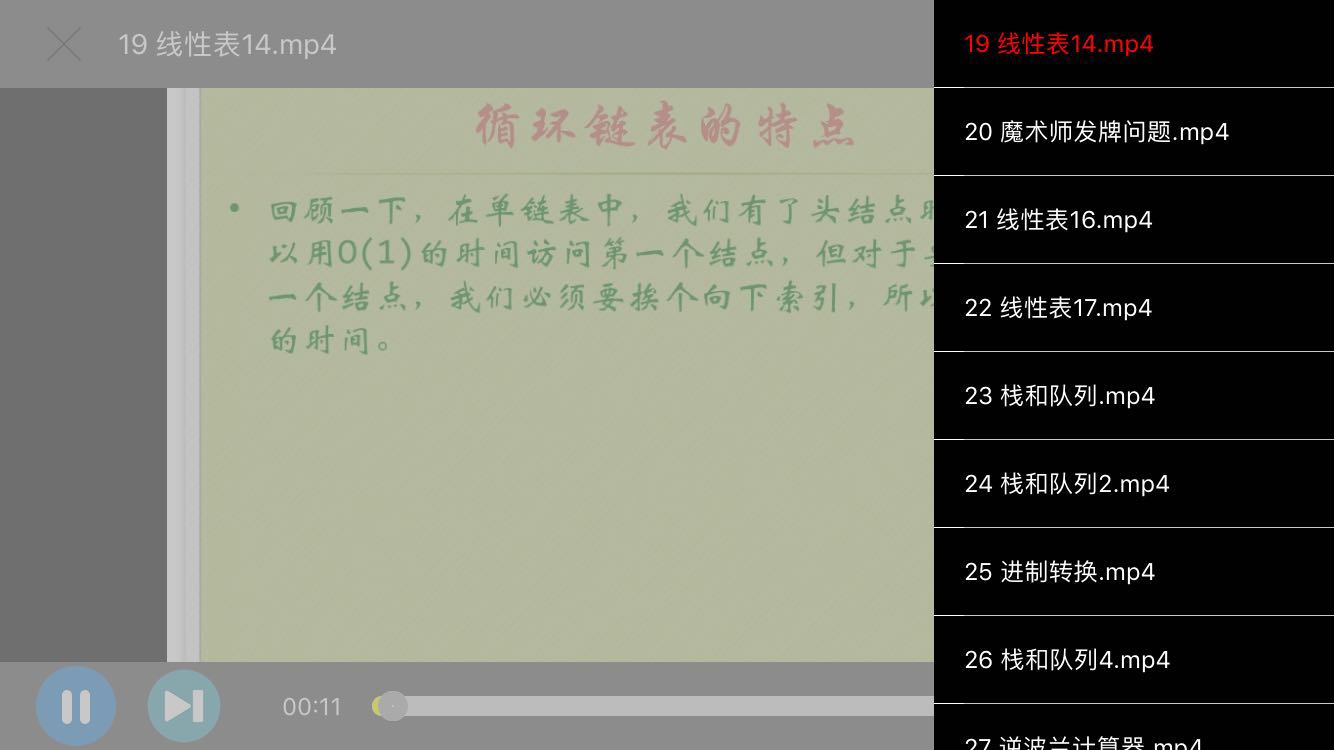 19 线性表14.mp4
循环链表的特点
• 回顾一下，在单链表中，我们有了头结点
以用O(1)的时间访问第一个结点，但对于
一个结点，我们必须要挨个向下索引，所
的时间。
00:11
19 线性表14.mp4
20 魔术师发牌问题.mp4
21 线性表16.mp4
22 线性表17.mp4
23 栈和队列.mp4
24 栈和队列2.mp4
25 进制转换.mp4
26 栈和队列4.mp4
27 逆波兰计算器.mp4